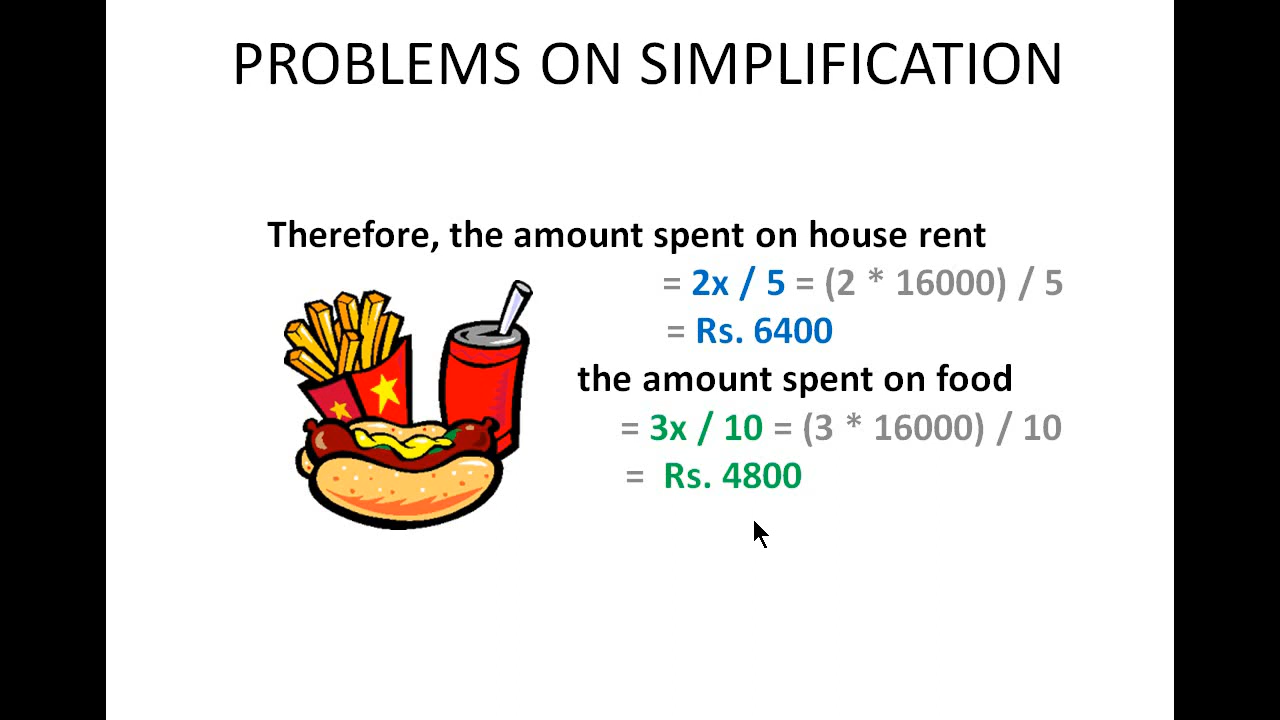 PROBLEMS ON SIMPLIFICATION
Therefore, the amount spent on house rent
= 2x / 5 = (2 * 16000) / 5
= Rs. 6400
the amount spent on food
= 3x / 10 = (3 * 16000) / 10
= Rs. 4800